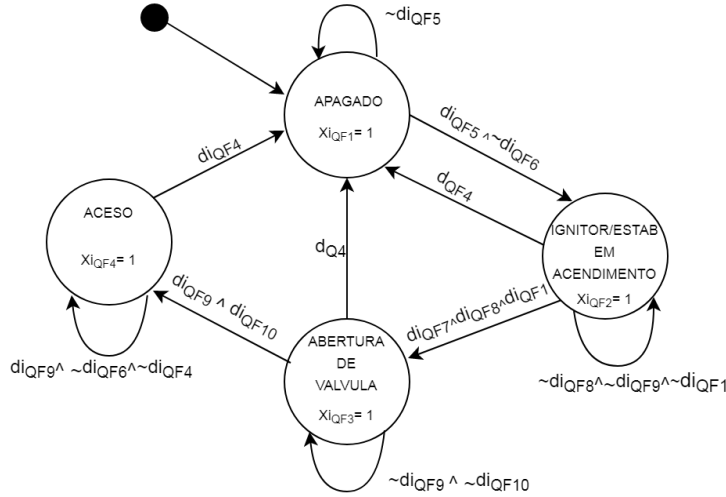 ~diQF5
APAGADO
XiQF1= 1
diQF5 ^~diQF6
diQF4
dQF4
ACESO
XiQF4= 1
IGNITOR/ESTAB
EM
ACENDIMENTO
XiQF2= 1
dQ4
diQF9 ^ diQF10
diQF7^diQF8^diQF1
ABERTURA
DE
VALVULA
XiQF3= 1
diQF9^ ~diQF6^~diQF4
~diQF8^~diQF9^~diQF1
~diQF9 ^ ~diQF10